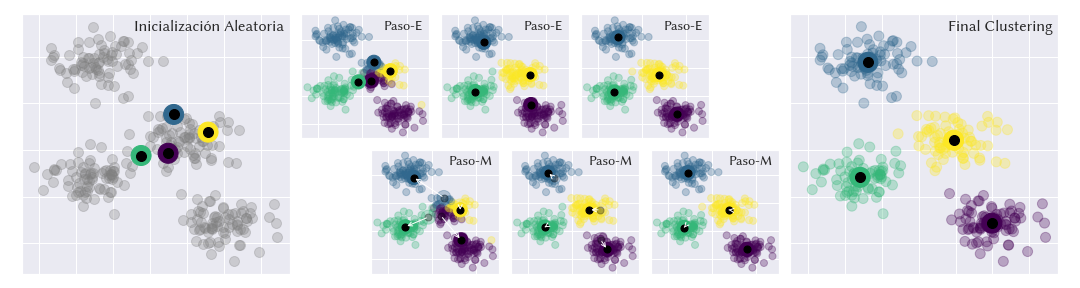 Inicialización Aleatoria
Paso-E
Paso-E
Paso-E
Final Clustering
Paso-M
Paso-M
Paso-M